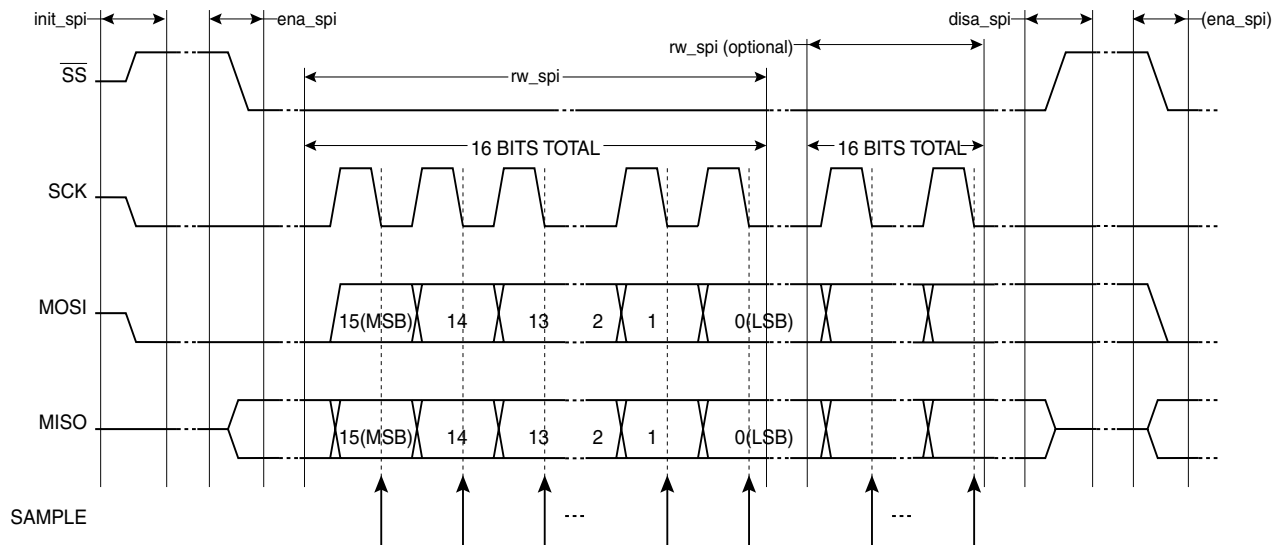 init_spi ena_spi disa_spi (ena_spi)
rw_spi (optional)
SS rw_spi
16 BITS TOTAL 16 BITS TOTAL
SCK
MOSI
15(MSB) 14 13 2 1 0(LSB)
MISO
15(MSB) 14 13 2 1 0(LSB)
SAMPLE